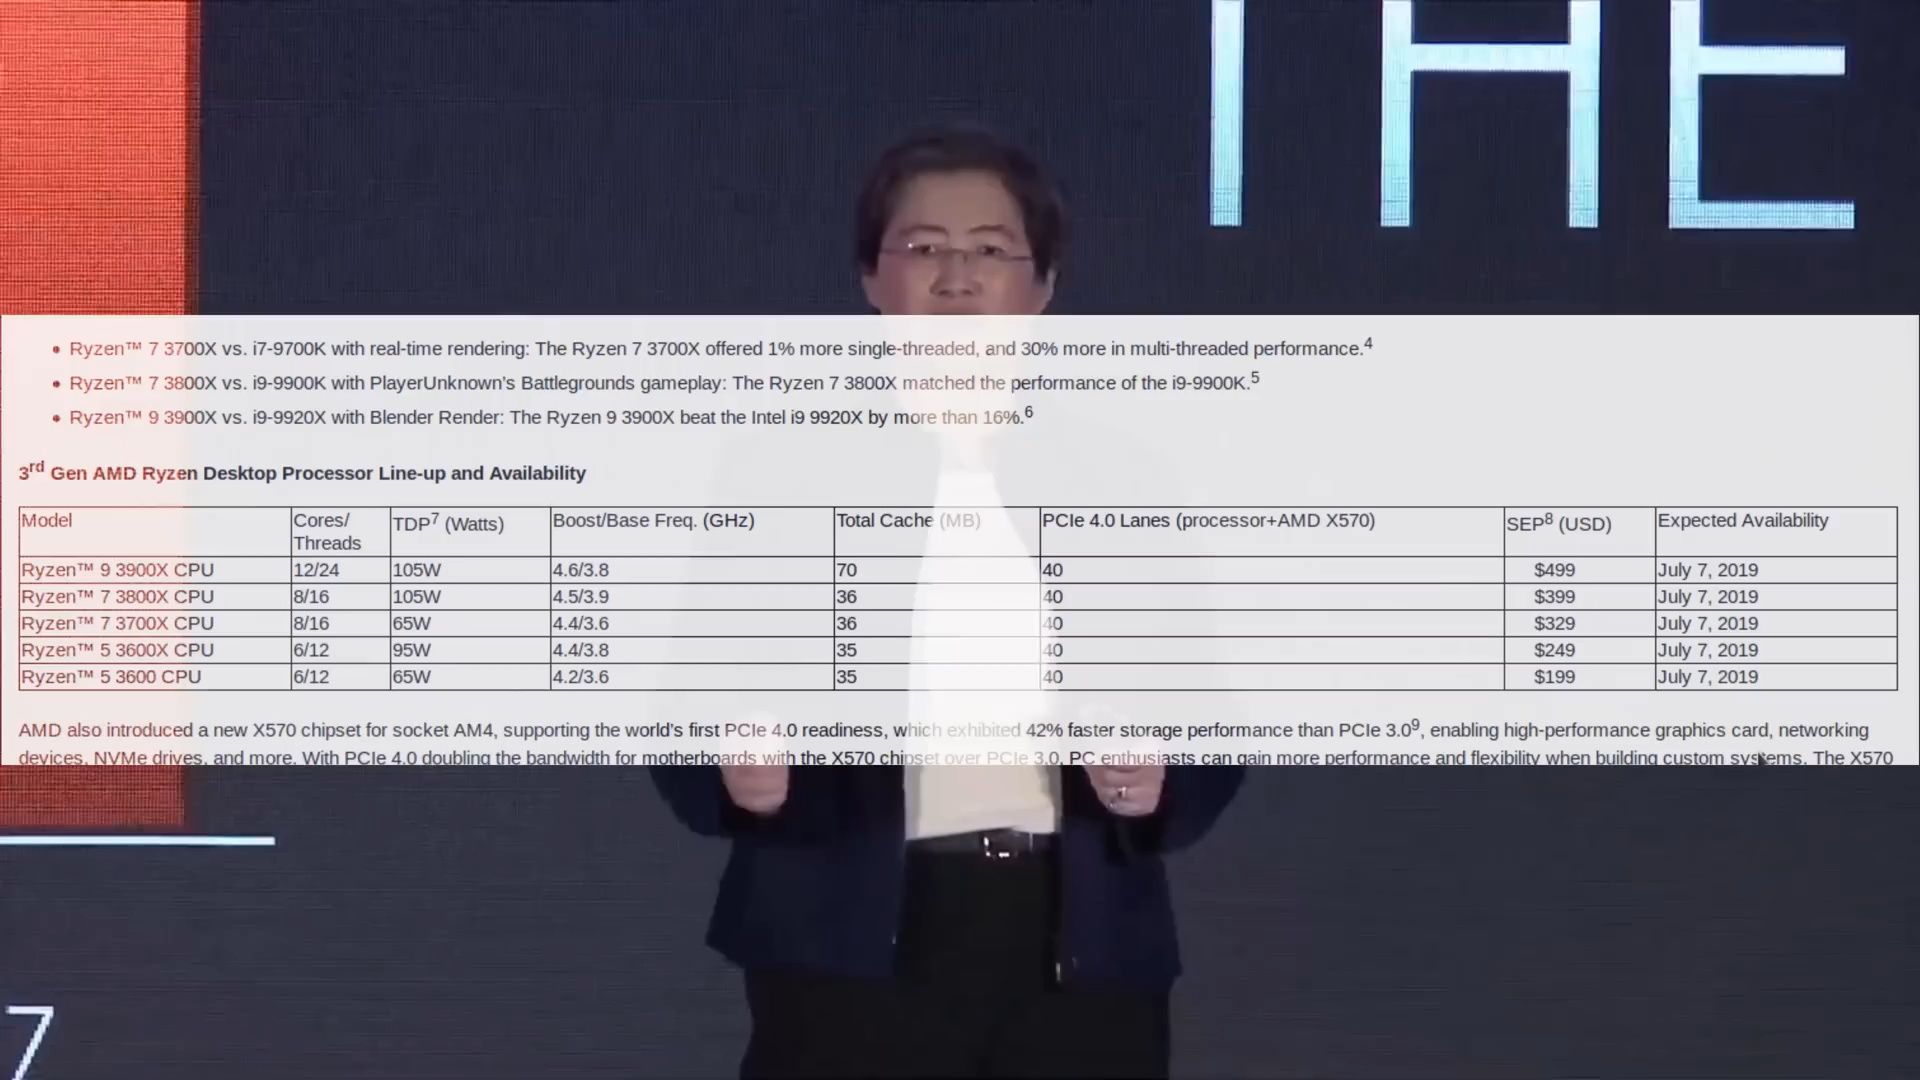 THE
• Ryzen™ 7 3700X vs. i7-9700K with real-time rendering: The Ryzen 7 3700X offered 1% more single-threaded, and 30% more in multi-threaded performance.4
• Ryzen™ 7 3800X vs. i9-9900K with PlayerUnknown's Battlegrounds gameplay: The Ryzen 7 3800X matched the performance of the i9-9900K.5
• Ryzen™ 9 3900X vs. i9-9920X with Blender Render: The Ryzen 9 3900X beat the Intel i9 9920X by more than 16%.6
3rd Gen AMD Ryzen Desktop Processor Line-up and Availability
Model Cores/ Threads TDP7 (Watts) Boost/Base Freq. (GHz) Total Cache (MB) PCIe 4.0 Lanes (processor+AMD X570) SEP8 (USD) Expected Availability
Ryzen™ 9 3900X CPU 12/24 105W 4.6/3.8 70 40 $499 July 7, 2019
Ryzen™ 7 3800X CPU 8/16 105W 4.5/3.9 36 40 $399 July 7, 2019
Ryzen™ 7 3700X CPU 8/16 65W 4.4/3.6 36 40 $329 July 7, 2019
Ryzen™ 5 3600X CPU 6/12 95W 4.4/3.8 35 40 $249 July 7, 2019
Ryzen™ 5 3600 CPU 6/12 65W 4.2/3.6 35 40 $199 July 7, 2019
AMD also introduced a new X570 chipset for socket AM4, supporting the world's first PCIe 4.0 readiness, which exhibited 42% faster storage performance than PCIe 3.09, enabling high-performance graphics card, networking
devices, NVMe drives, and more. With PCIe 4.0 doubling the bandwidth for motherboards with the X570 chipset over PCIe 3.0, PC enthusiasts can gain more performance and flexibility when building custom systems. The X570
7